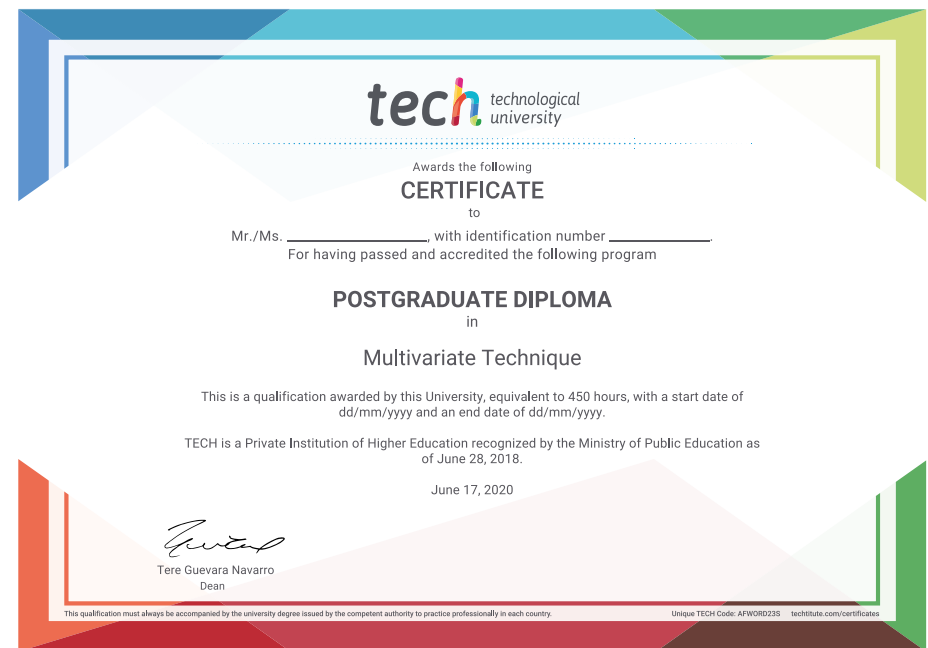 tech technological
university
Awards the following
CERTIFICATE
to
Mr./Ms. ____________________, with identification number ______________.
For having passed and accredited the following program
POSTGRADUATE DIPLOMA
in
Multivariate Technique
This is a qualification awarded by this University, equivalent to 450 hours, with a start date of
dd/mm/yyyy and an end date of dd/mm/yyyy.
TECH is a Private Institution of Higher Education recognized by the Ministry of Public Education as
of June 28, 2018.
June 17, 2020
Tere Guevara Navarro
Dean
This qualification must always be accompanied by the university degree issued by the competent authority to practice professionally in each country. Unique TECH Code: AFWORD23S techtitute.com/certificates